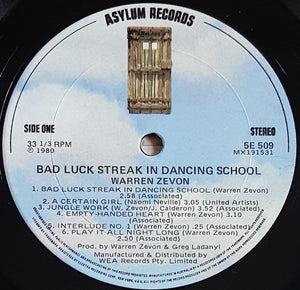 ASYLUM RECORDS
SIDE ONE
33 1/3 RPM
℗ 1980
STEREO
5E 509
MX191531
BAD LUCK STREAK IN DANCING SCHOOL
WARREN ZEVON
1. BAD LUCK STREAK IN DANCING SCHOOL (Warren Zevon)
2.58 (Associated)
2. A CERTAIN GIRL (Naomi Neville) 3.05 (United Artists)
3. JUNGLE WORK (W. Zevon/J. Calderon) 3.52 (Associated)
4. EMPTY-HANDED HEART (Warren Zevon) 3.10
(Associated)
5. INTERLUDE NO. 1 (Warren Zevon) .25 (Associated)
6. PLAY IT ALL NIGHT LONG (Warren Zevon)
2.50 (Associated)
Prod. by Warren Zevon & Greg Ladanyi
Manufactured & Distributed by
WEA Records Pty. Limited